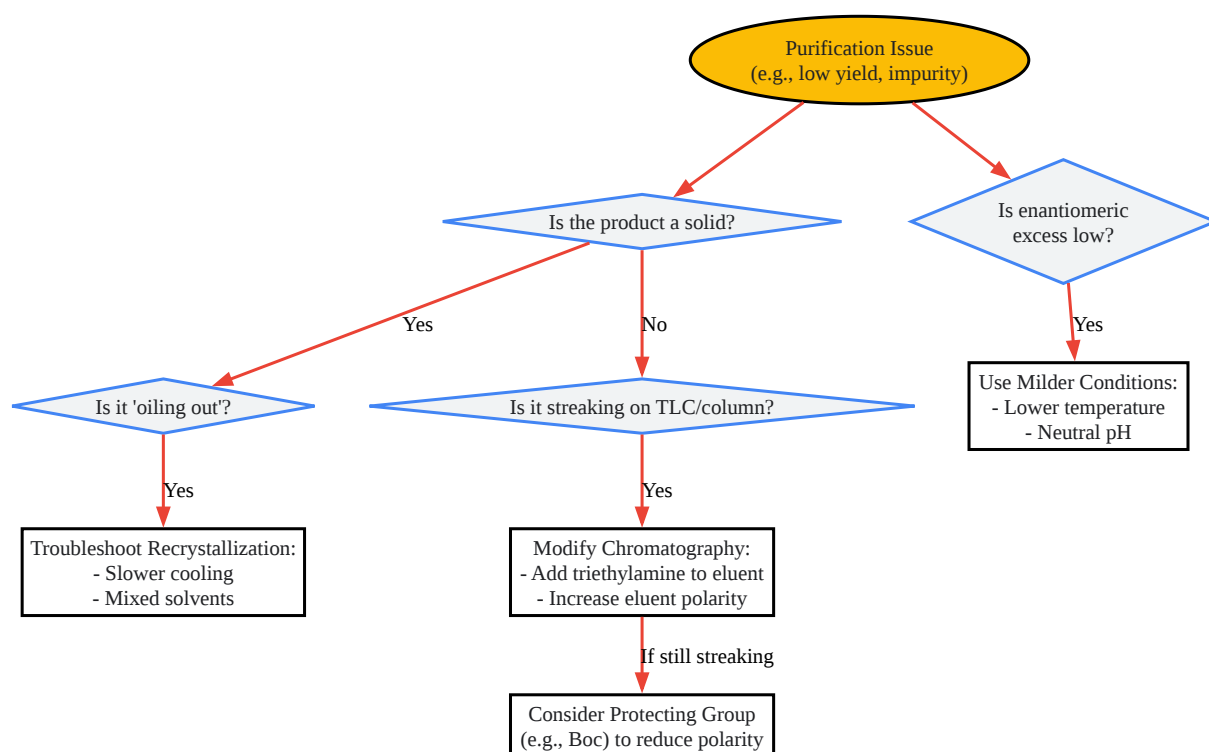 Purification Issue
(e.g., low yield, impurity)
Is the product a solid?
Is enantiomeric
excess low?
Yes
No
Yes
Is it 'oiling out'?
Is it streaking on TLC/column?
Use Milder Conditions:
- Lower temperature
- Neutral pH
Yes
Yes
Troubleshoot Recrystallization:
- Slower cooling
- Mixed solvents
Modify Chromatography:
- Add triethylamine to eluent
- Increase eluent polarity
If still streaking
Consider Protecting Group
(e.g., Boc) to reduce polarity